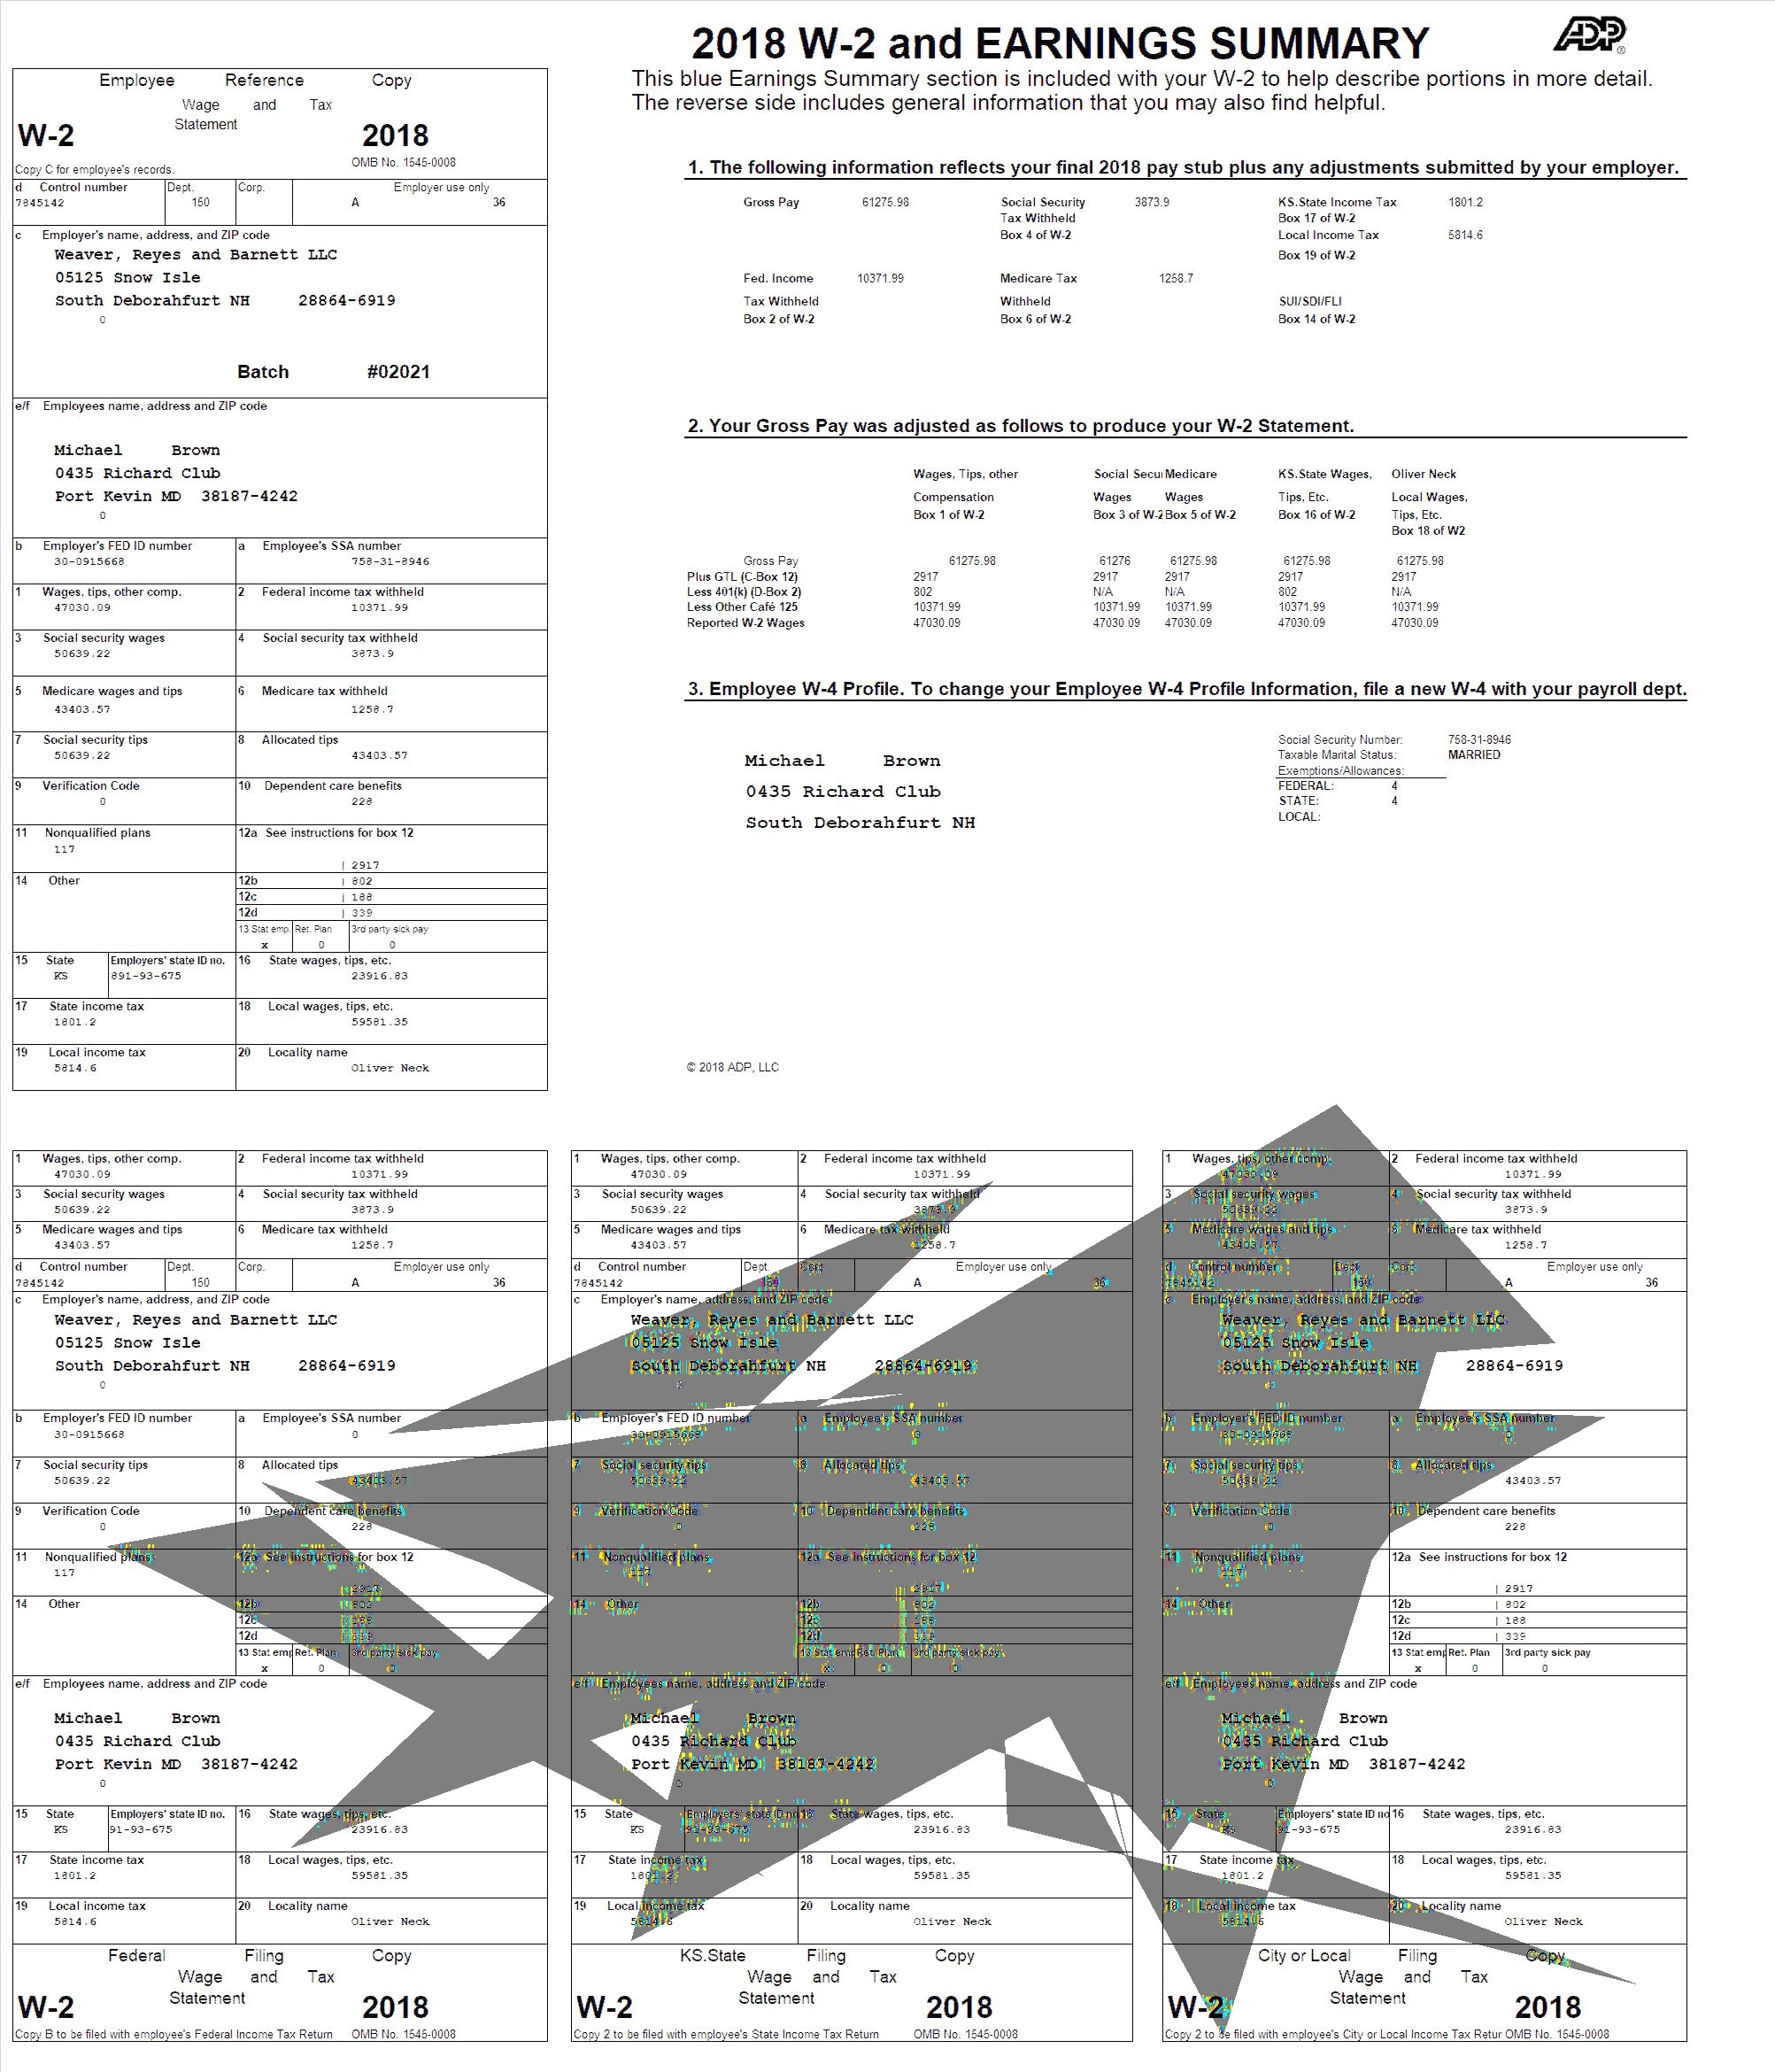 2018 W-2 and EARNINGS SUMMARY
ADP
This blue Earnings Summary section is included with your W-2 to help describe portions in more detail.
The reverse side includes general information that you may also find helpful.
Employee Reference Copy
Wage and Tax
Statement
W-2 2018
Copy C for employee's records. OMB No. 1545-0008
d Control number Dept. Corp. Employer use only
7845142 150 A 36
c Employer's name, address, and ZIP code
Weaver, Reyes and Barnett LLC
05125 Snow Isle
South Deborahfurt NH 28864-6919
0
Batch #02021
e/f Employees name, address and ZIP code
Michael Brown
0435 Richard Club
Port Kevin MD 38187-4242
0
b Employer's FED ID number a Employee's SSA number
30-0915668 758-31-8946
1 Wages, tips, other comp. 2 Federal income tax withheld
47030.09 10371.99
3 Social security wages 4 Social security tax withheld
50639.22 3873.9
5 Medicare wages and tips 6 Medicare tax withheld
43403.57 1258.7
7 Social security tips 8 Allocated tips
50639.22 43403.57
9 Verification Code 10 Dependent care benefits
0 228
11 Nonqualified plans 12a See instructions for box 12
117 | 2917
14 Other 12b | 802
12c | 188
12d | 339
13 Stat emp. Ret. Plan 3rd party sick pay
x 0 0
15 State Employers' state ID no. 16 State wages, tips, etc.
KS 891-93-675 23916.83
17 State income tax 18 Local wages, tips, etc.
1801.2 59581.35
19 Local income tax 20 Locality name
5814.6 Oliver Neck
1. The following information reflects your final 2018 pay stub plus any adjustments submitted by your employer.
Gross Pay 61275.98 Social Security 3873.9 KS.State Income Tax 1801.2
Tax Withheld Box 17 of W-2
Box 4 of W-2 Local Income Tax 5814.6
Box 19 of W-2
Fed. Income 10371.99 Medicare Tax 1258.7
Tax Withheld Withheld SUI/SDI/FLI
Box 2 of W-2 Box 6 of W-2 Box 14 of W-2
2. Your Gross Pay was adjusted as follows to produce your W-2 Statement.
Wages, Tips, other Social Secu Medicare KS.State Wages, Oliver Neck
Compensation Wages Wages Tips, Etc. Local Wages,
Box 1 of W-2 Box 3 of W-2 Box 5 of W-2 Box 16 of W-2 Tips, Etc.
Box 18 of W2
Gross Pay 61275.98 61276 61275.98 61275.98 61275.98
Plus GTL (C-Box 12) 2917 2917 2917 2917 2917
Less 401(k) (D-Box 2) 802 N/A N/A 802 N/A
Less Other Café 125 10371.99 10371.99 10371.99 10371.99 10371.99
Reported W-2 Wages 47030.09 47030.09 47030.09 47030.09 47030.09
3. Employee W-4 Profile. To change your Employee W-4 Profile Information, file a new W-4 with your payroll dept.
Michael Brown
0435 Richard Club
South Deborahfurt NH
Social Security Number: 758-31-8946
Taxable Marital Status: MARRIED
Exemptions/Allowances:
FEDERAL: 4
STATE: 4
LOCAL:
© 2018 ADP, LLC
1 Wages, tips, other comp. 2 Federal income tax withheld
47030.09 10371.99
3 Social security wages 4 Social security tax withheld
50639.22 3873.9
5 Medicare wages and tips 6 Medicare tax withheld
43403.57 1258.7
d Control number Dept. Corp. Employer use only
7845142 150 A 36
c Employer's name, address, and ZIP code
Weaver, Reyes and Barnett LLC
05125 Snow Isle
South Deborahfurt NH 28864-6919
0
b Employer's FED ID number a Employee's SSA number
30-0915668 0
7 Social security tips 8 Allocated tips
50639.22 43403.57
9 Verification Code 10 Dependent care benefits
0 228
11 Nonqualified plans 12a See instructions for box 12
117 2917
14 Other 12b 802
12c 188
12d
13 Stat emp Ret. Plan 3rd party sick pay
x 0 0
e/f Employees name, address and ZIP code
Michael Brown
0435 Richard Club
Port Kevin MD 38187-4242
0
15 State Employers' state ID no. 16 State wages, tips, etc.
KS 91-93-675 23916.83
17 State income tax 18 Local wages, tips, etc.
1801.2 59581.35
19 Local income tax 20 Locality name
5814.6 Oliver Neck
Federal Filing Copy
Wage and Tax
Statement
W-2 2018
Copy B to be filed with employee's Federal Income Tax Return OMB No. 1545-0008
1 Wages, tips, other comp. 2 Federal income tax withheld
47030.09 10371.99
3 Social security wages 4 Social security tax withheld
50639.22 3873.9
5 Medicare wages and tips 6 Medicare tax withheld
43403.57 1258.7
d Control number Dept. Corp. Employer use only
7845142 150 A 36
c Employer's name, address, and ZIP code
Weaver, Reyes and Barnett LLC
05125 Snow Isle
South Deborahfurt NH 28864-6919
0
b Employer's FED ID number a Employee's SSA number
30-0915668 0
7 Social security tips 8 Allocated tips
50639.22 43403.57
9 Verification Code 10 Dependent care benefits
0 228
11 Nonqualified plans 12a See instructions for box 12
117 2917
14 Other 12b 802
12c 188
12d
13 Stat emp Ret. Plan 3rd party sick pay
x 0 0
e/f Employees name, address and ZIP code
Michael Brown
0435 Richard Club
Port Kevin MD 38187-4242
0
15 State Employers' state ID no 16 State wages, tips, etc.
KS 91-93-675 23916.83
17 State income tax 18 Local wages, tips, etc.
1801.2 59581.35
19 Local income tax 20 Locality name
5814.6 Oliver Neck
KS.State Filing Copy
Wage and Tax
Statement
W-2 2018
Copy 2 to be filed with employee's State Income Tax Return OMB No. 1545-0008
1 Wages, tips, other comp. 2 Federal income tax withheld
47030.09 10371.99
3 Social security wages 4 Social security tax withheld
50639.22 3873.9
5 Medicare wages and tips 6 Medicare tax withheld
43403.57 1258.7
d Control number Dept. Corp. Employer use only
7845142 150 A 36
c Employer's name, address, and ZIP code
Weaver, Reyes and Barnett LLC
05125 Snow Isle
South Deborahfurt NH 28864-6919
0
b Employer's FED ID number a Employee's SSA number
30-0915668 0
7 Social security tips 8 Allocated tips
50639.22 43403.57
9 Verification Code 10 Dependent care benefits
0 228
11 Nonqualified plans 12a See instructions for box 12
117 | 2917
14 Other 12b | 802
12c | 188
12d | 339
13 Stat emp Ret. Plan 3rd party sick pay
x 0 0
e/f Employees name, address and ZIP code
Michael Brown
0435 Richard Club
Port Kevin MD 38187-4242
0
15 State Employers' state ID no 16 State wages, tips, etc.
KS 91-93-675 23916.83
17 State income tax 18 Local wages, tips, etc.
1801.2 59581.35
19 Local income tax 20 Locality name
5814.6 Oliver Neck
City or Local Filing Copy
Wage and Tax
Statement
W-2 2018
Copy 2 to be filed with employee's City or Local Income Tax Retur OMB No. 1545-0008